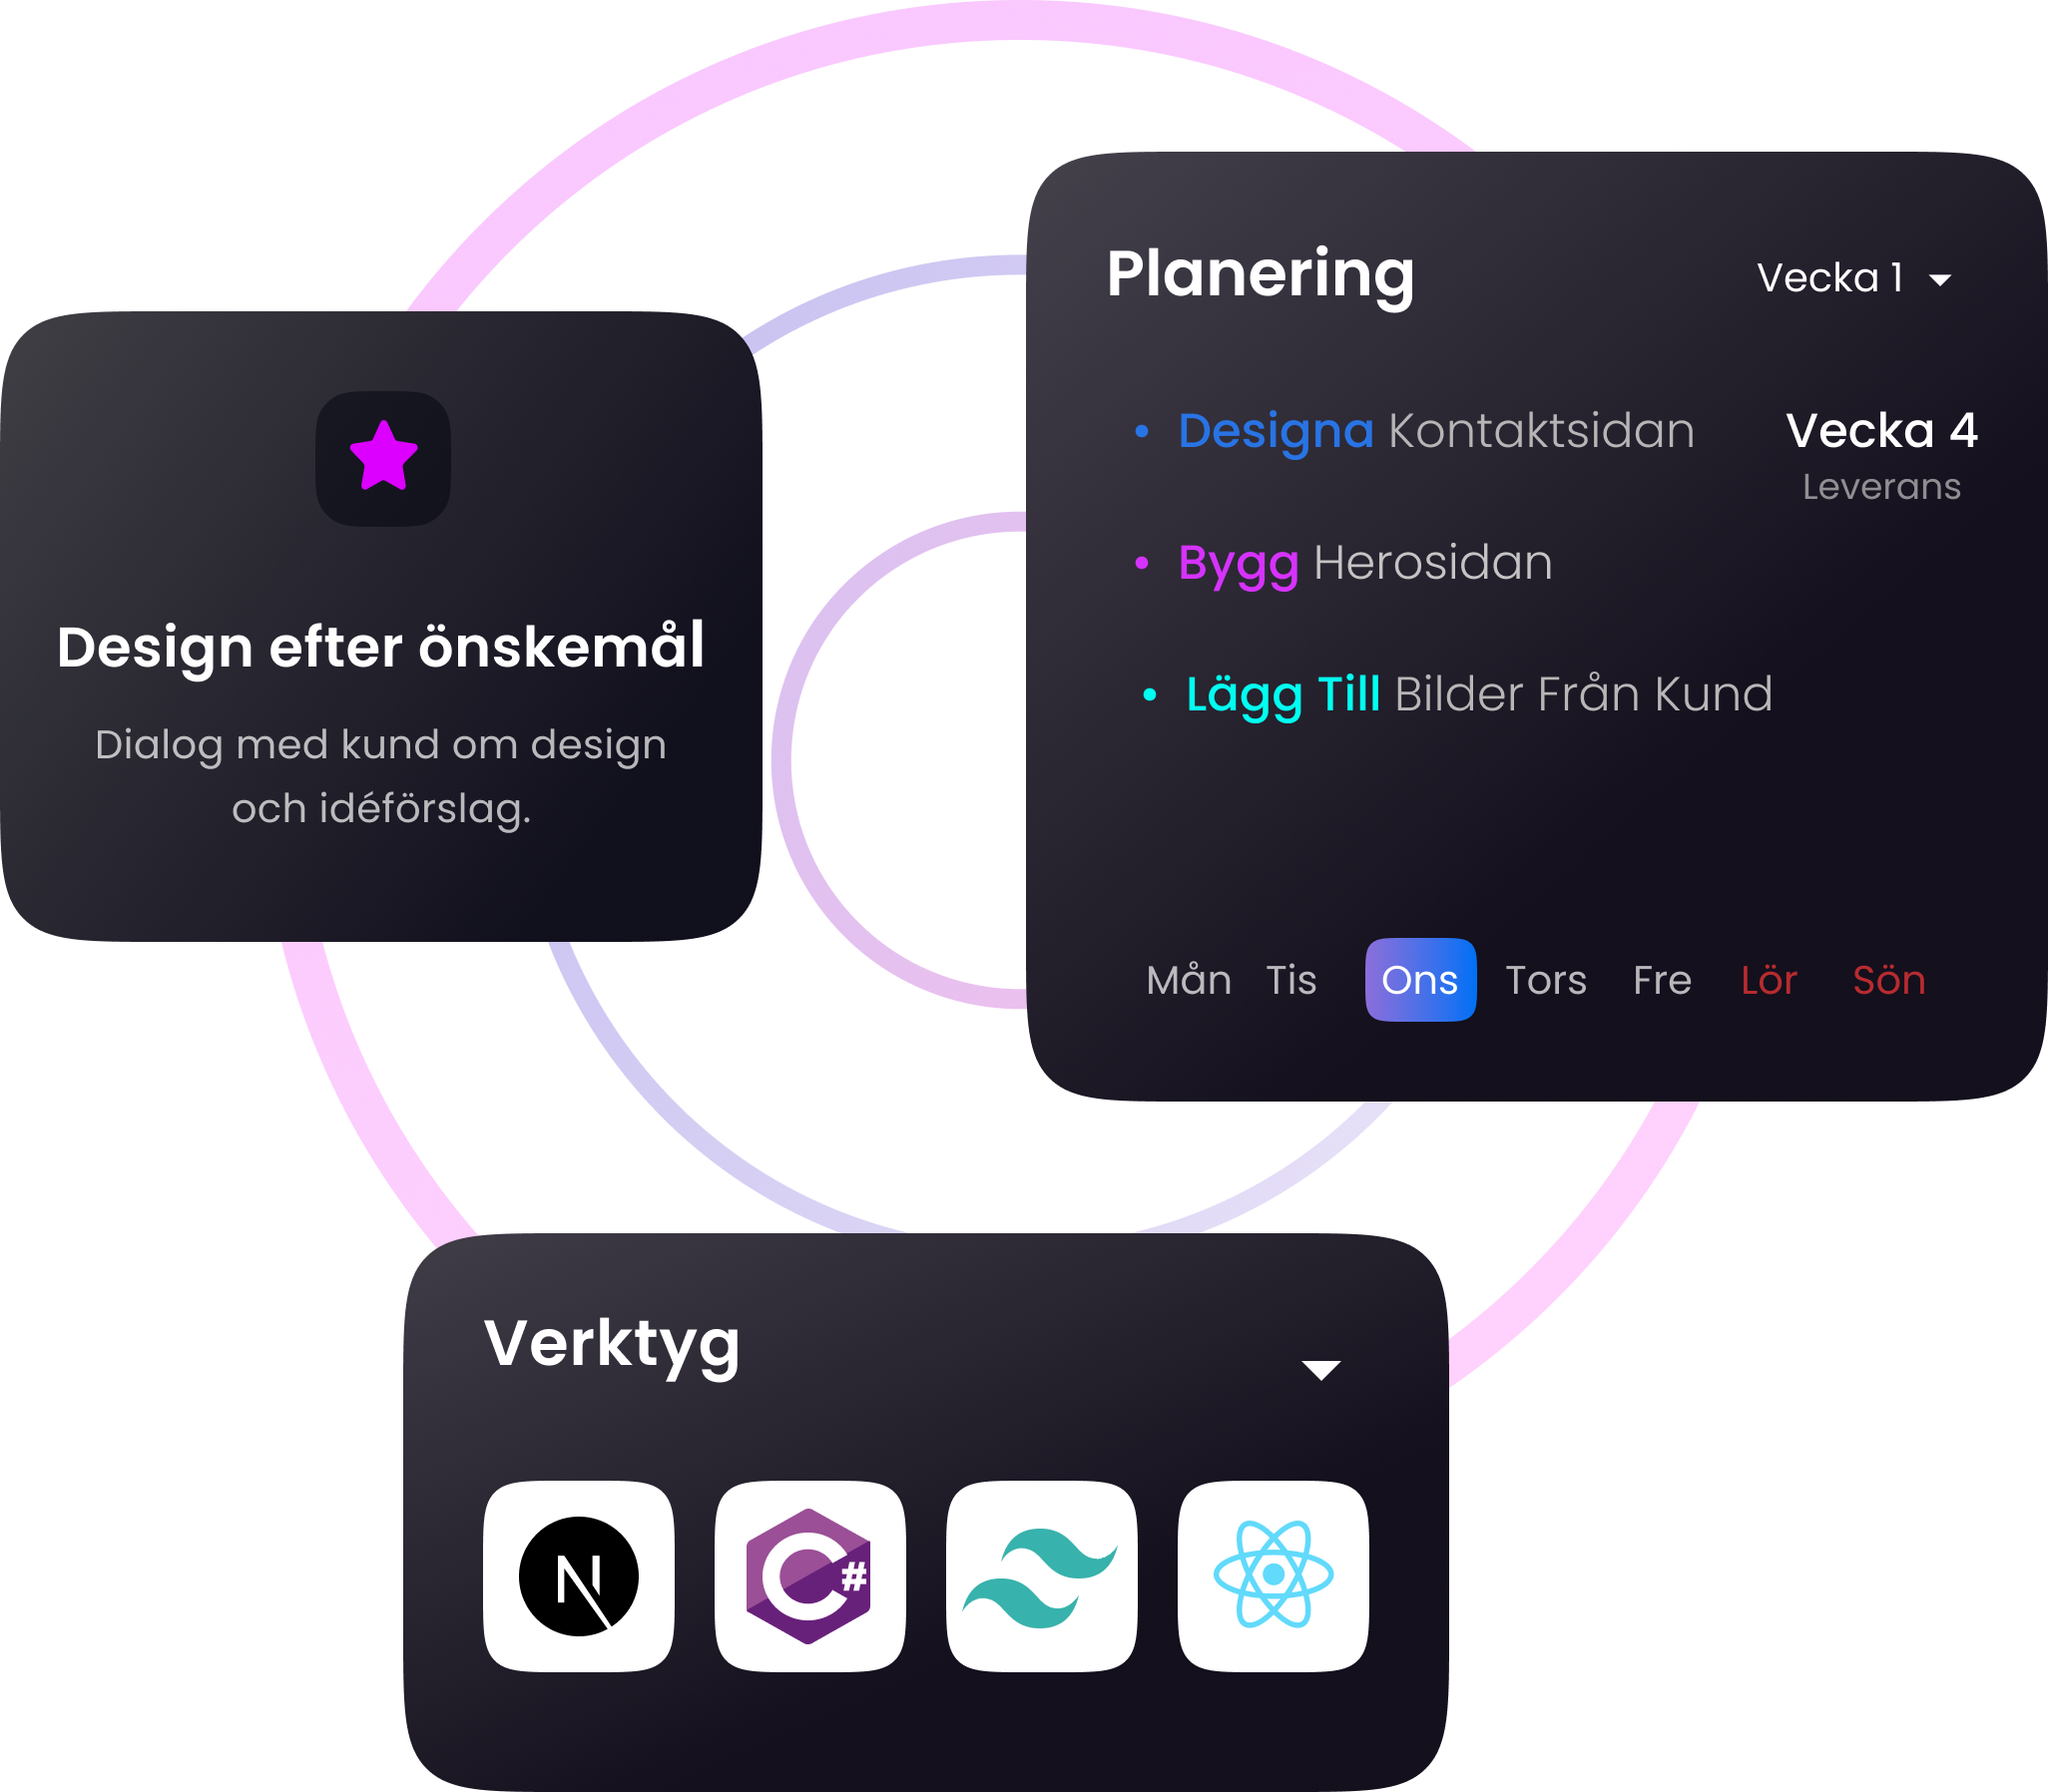 Planering
Vecka 1
Designa Kontaktsidan
Vecka 4
Leverans
Bygg Herosidan
Lägg Till Bilder Från Kund
Mån Tis Ons Tors Fre Lör Sön
Design efter önskemål
Dialog med kund om design
och idéförslag.
Verktyg
N
C#